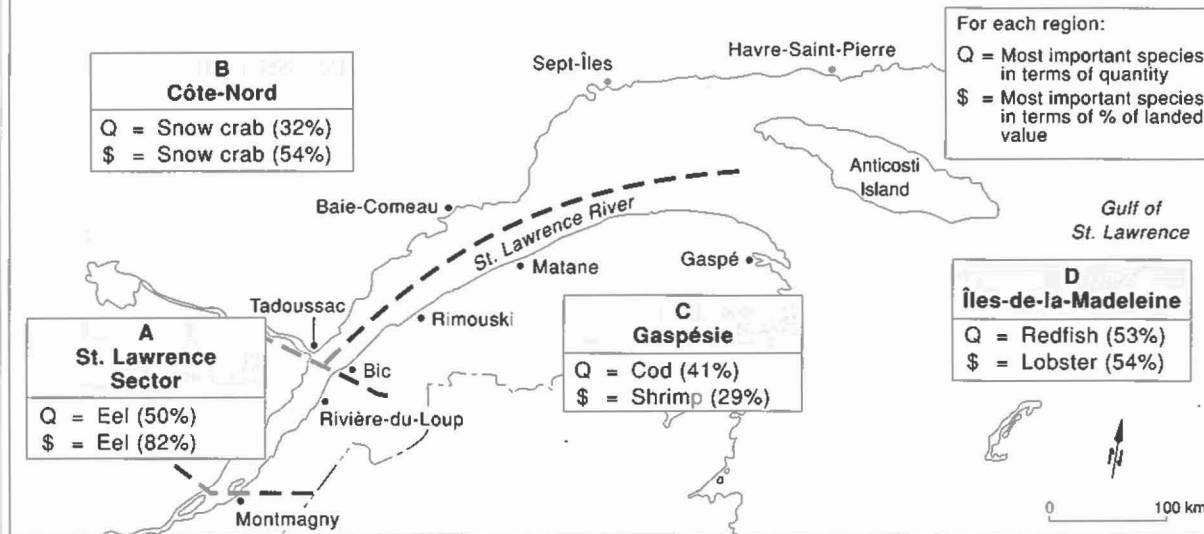 B
Côte-Nord
Q = Snow crab (32%)
$ = Snow crab (54%)
Sept-Îles
Havre-Saint-Pierre
For each region:
Q = Most important species
in terms of quantity
$ = Most important species
in terms of % of landed
value
Anticosti
Island
Baie-Comeau
St. Lawrence River
Gulf of
St. Lawrence
Matane
Gaspé
Tadoussac
Rimouski
Bic
Rivière-du-Loup
A
St. Lawrence
Sector
Q = Eel (50%)
$ = Eel (82%)
C
Gaspésie
Q = Cod (41%)
$ = Shrimp (29%)
D
Îles-de-la-Madeleine
Q = Redfish (53%)
$ = Lobster (54%)
Montmagny
N
0 100 km